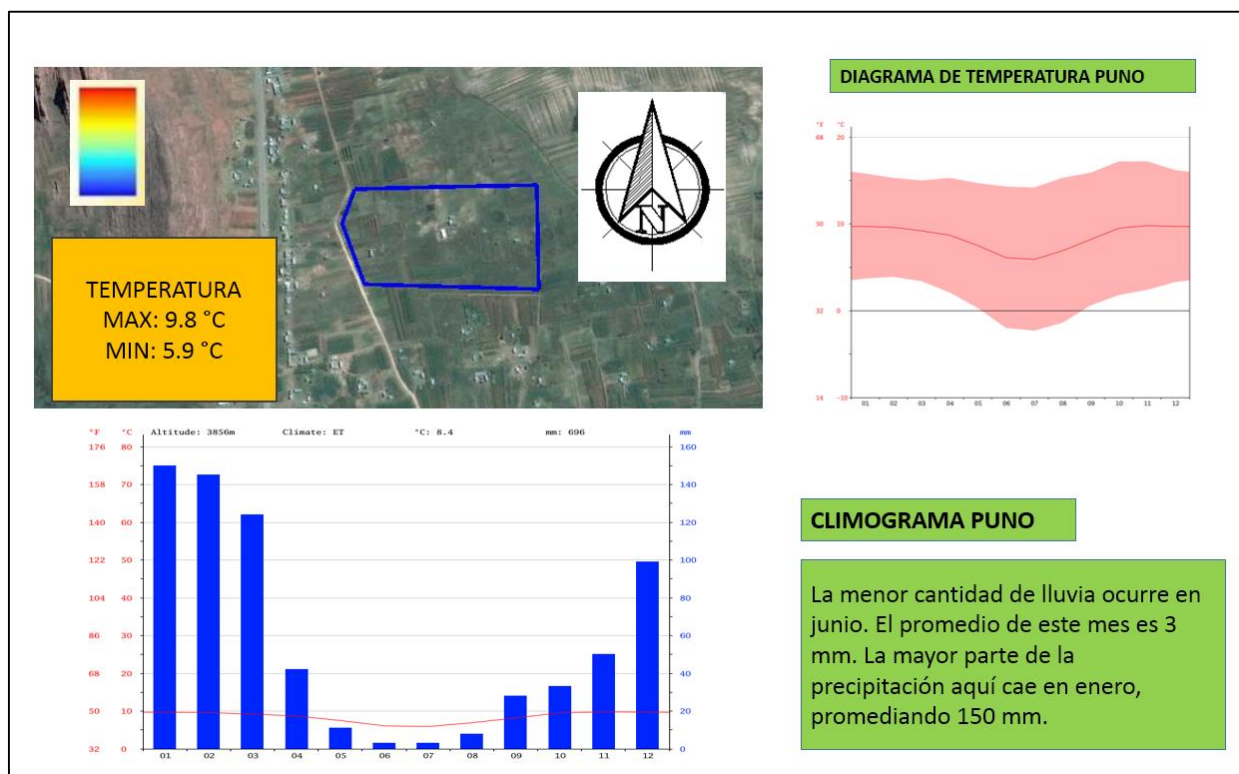 DIAGRAMA DE TEMPERATURA PUNO
N
TEMPERATURA
MAX: 9.8 °C
MIN: 5.9 °C
°F °C
68 20
50 10
32 0
14 -10
01 02 03 04 05 06 07 08 09 10 11 12
°F °C Altitude: 3856m Climate: ET °C: 8.4 mm: 696 mm
176 80 160
158 70 140
140 60 120
122 50 100
104 40 80
86 30 60
68 20 40
50 10 20
32 0 0
01 02 03 04 05 06 07 08 09 10 11 12
CLIMOGRAMA PUNO
La menor cantidad de lluvia ocurre en
junio. El promedio de este mes es 3
mm. La mayor parte de la
precipitación aquí cae en enero,
promediando 150 mm.